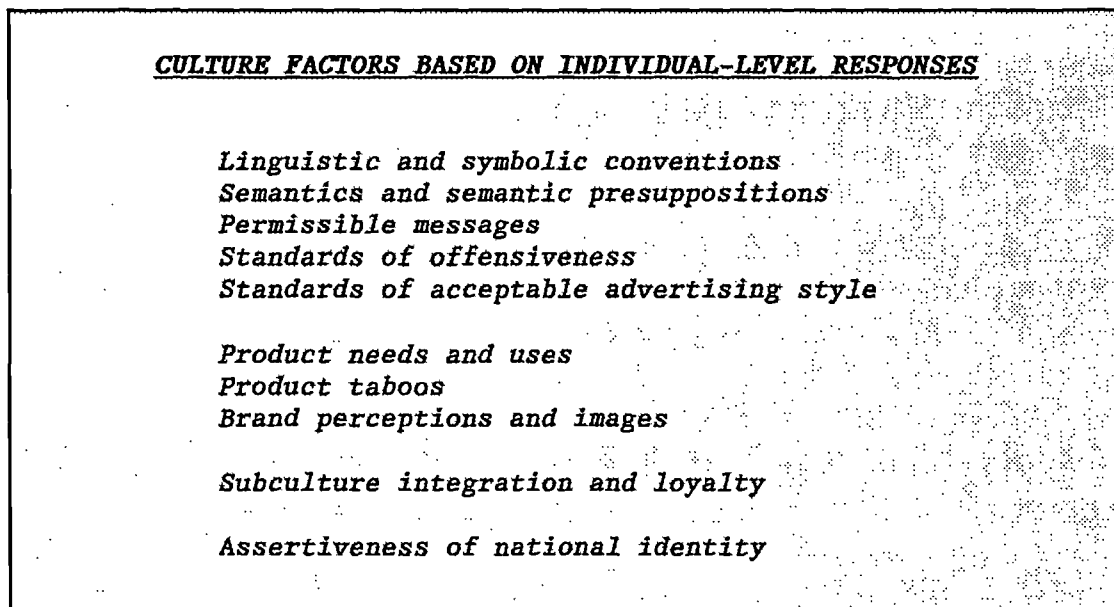 CULTURE FACTORS BASED ON INDIVIDUAL-LEVEL RESPONSES
Linguistic and symbolic conventions
Semantics and semantic presuppositions
Permissible messages
Standards of offensiveness
Standards of acceptable advertising style
Product needs and uses
Product taboos
Brand perceptions and images
Subculture integration and loyalty
Assertiveness of national identity